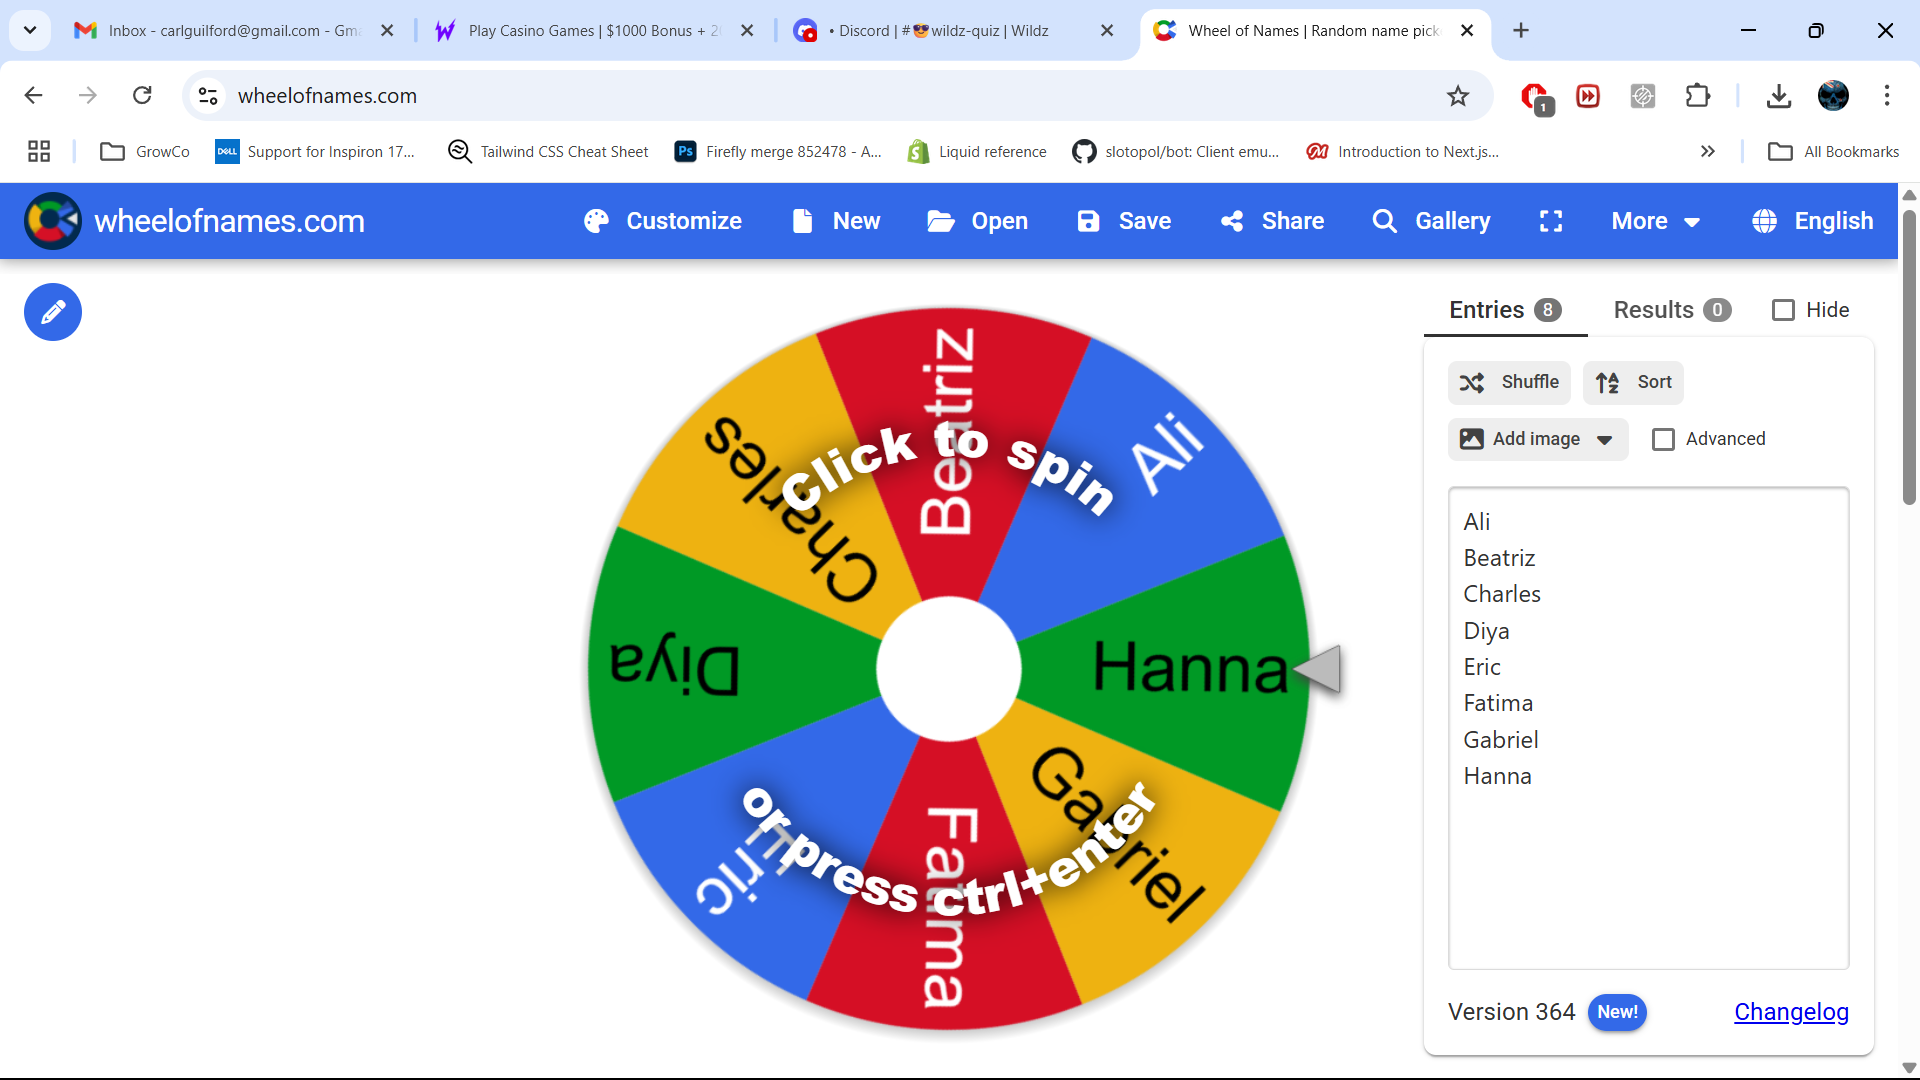 Inbox - carlguilford@gmail.com - Gma
Play Casino Games | $1000 Bonus + 2
• Discord | #😎wildz-quiz | Wildz
Wheel of Names | Random name pick
wheelofnames.com
1
GrowCo
DELL
Support for Inspiron 17...
Tailwind CSS Cheat Sheet
Ps
Firefly merge 852478 - A...
Liquid reference
slotopol/bot: Client emu...
Introduction to Next.js...
All Bookmarks
wheelofnames.com
Customize
New
Open
Save
Share
Gallery
More
English
Entries 8
Results 0
Hide
Shuffle
Sort
Add image
Advanced
Ali
Beatriz
Charles
Diya
Eric
Fatima
Gabriel
Hanna
Version 364
New!
Changelog
Click to spin
or press ctrl+enter
Beatriz
Ali
Hanna
Gabriel
Fatima
Eric
Diya
Charles